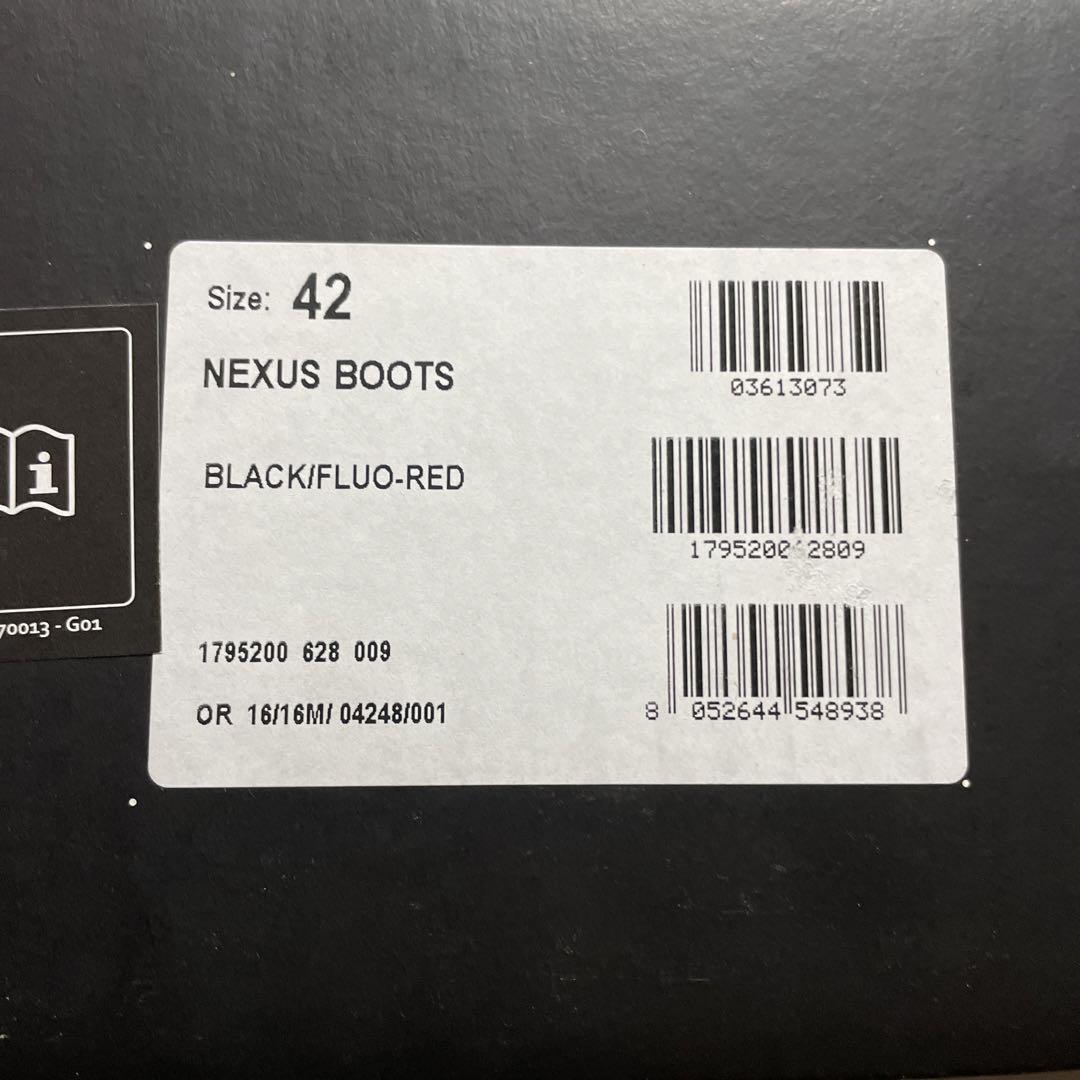 Size: 42
NEXUS BOOTS
BLACK/FLUO-RED
1795200 628 009
OR 16/16M/ 04248/001
03613073
8 052644 548938
i
70013 - G01